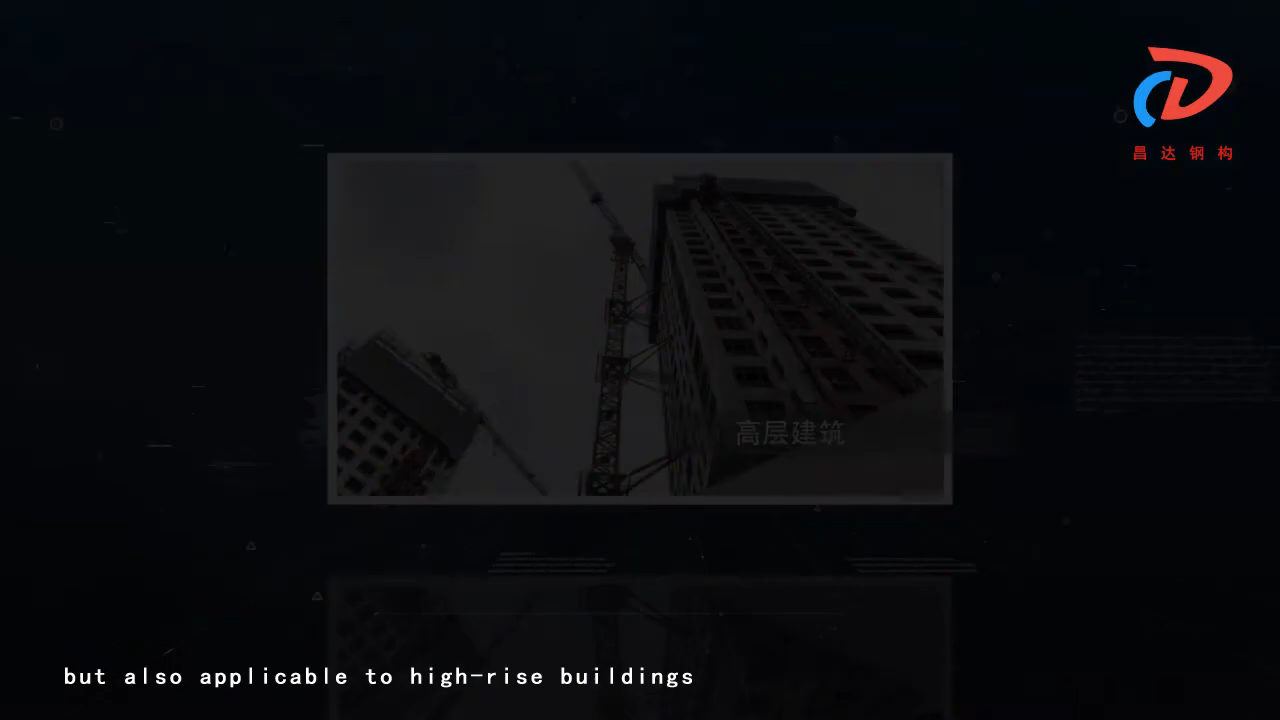 昌达钢构
高层建筑
but also applicable to high-rise buildings